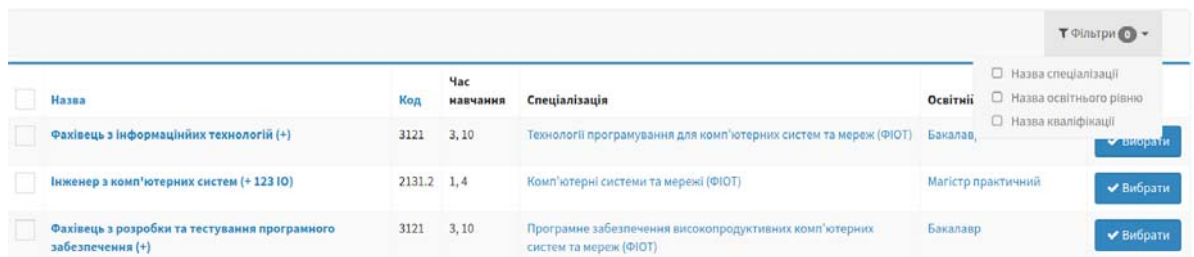 Фільтри 0
Назва спеціалізації
Назва освітнього рівню
Назва кваліфікації
Назва Код Час навчання Спеціалізація
Фахівець з інформаційних технологій (+) 3121 3, 10 Технології програмування для комп'ютерних систем та мереж (ФІОТ) Вибрати
Інженер з комп'ютерних систем (+ 123 ІО) 2131.2 1, 4 Комп'ютерні системи та мережі (ФІОТ) Магістр практичний Вибрати
Фахівець з розробки та тестування програмного забезпечення (+) 3121 3, 10 Програмне забезпечення високопродуктивних комп'ютерних систем та мереж (ФІОТ) Бакалавр Вибрати